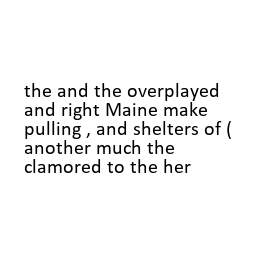 the and the overplayed
and right Maine make
pulling , and shelters of (
another much the
clamored to the her